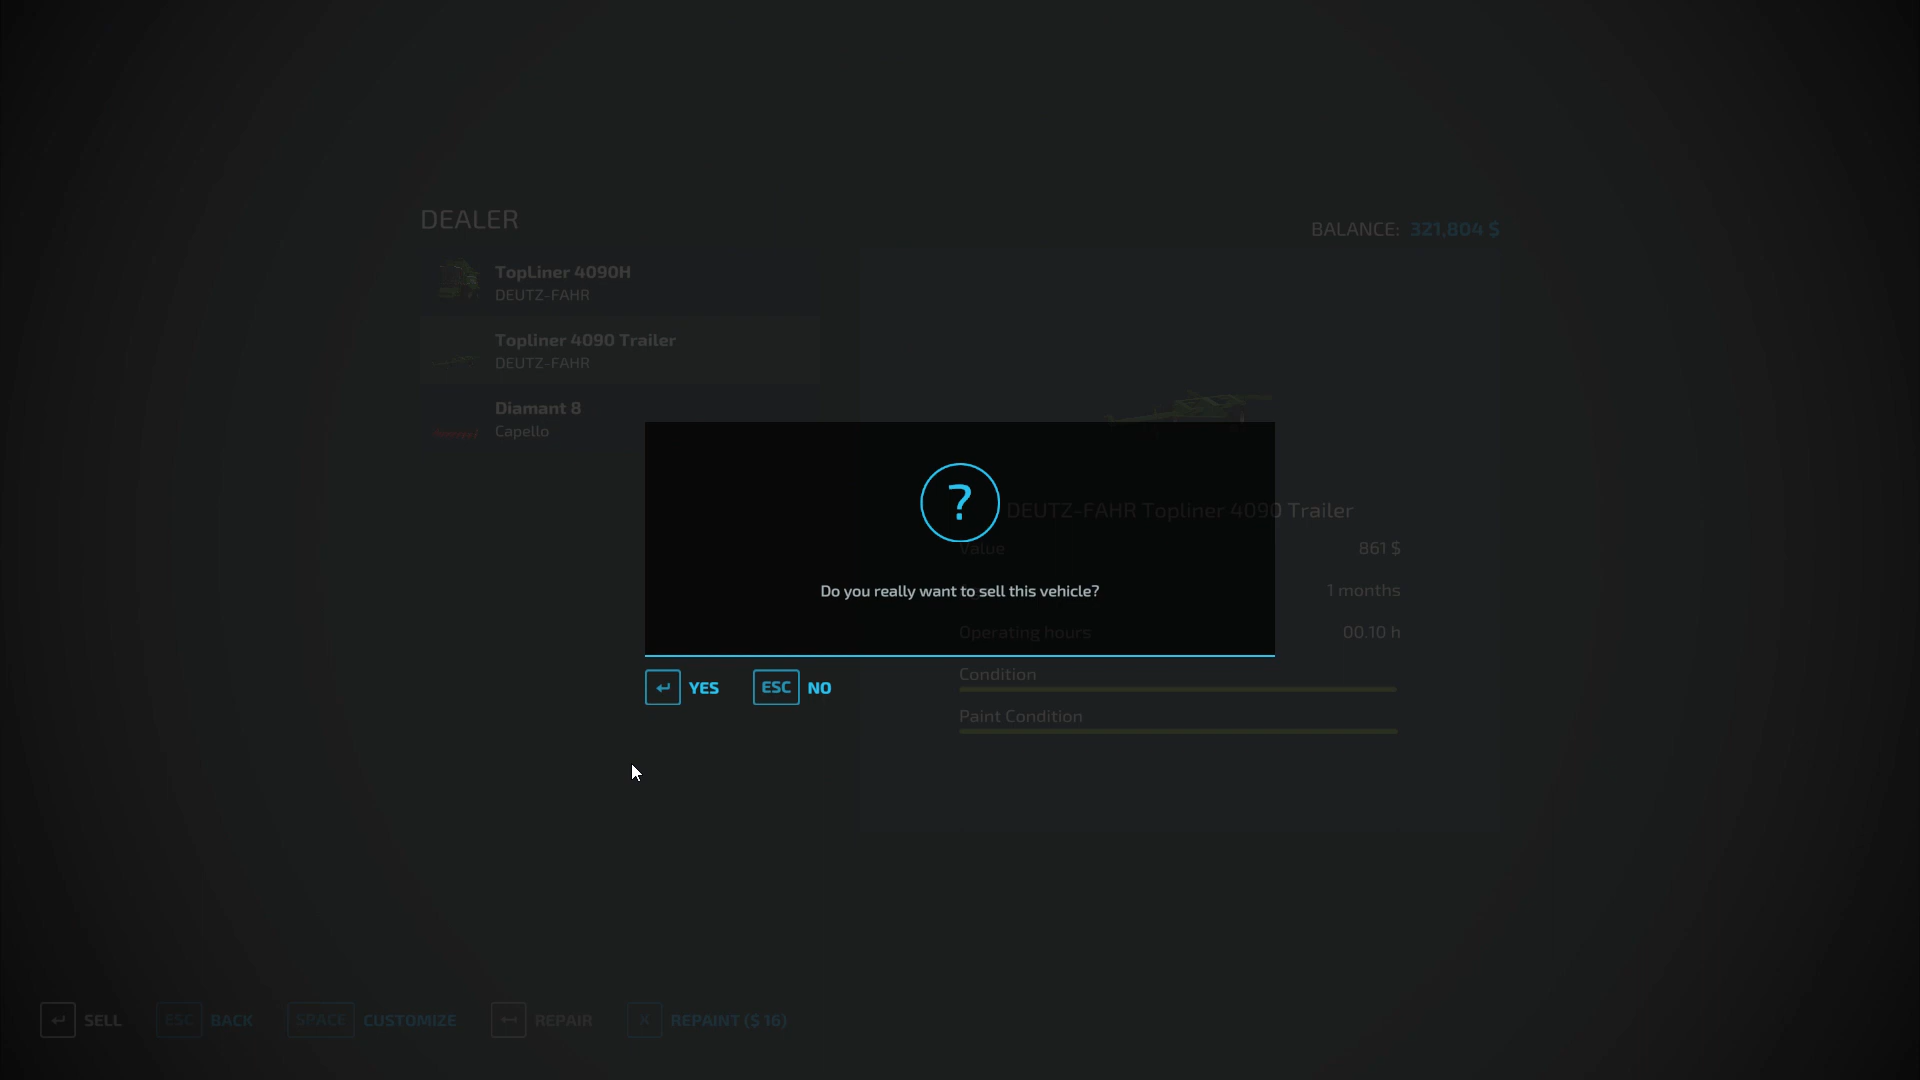 DEALER
BALANCE: 321,804 $
TopLiner 4090H
DEUTZ-FAHR
Topliner 4090 Trailer
DEUTZ-FAHR
Diamant 8
Capello
?
DEUTZ-FAHR Topliner 4090 Trailer
Value 861 $
Do you really want to sell this vehicle?
1 months
Operating hours 00.10 h
Condition
Paint Condition
YES ESC NO
SELL ESC BACK SPACE CUSTOMIZE REPAIR X REPAINT ($ 16)